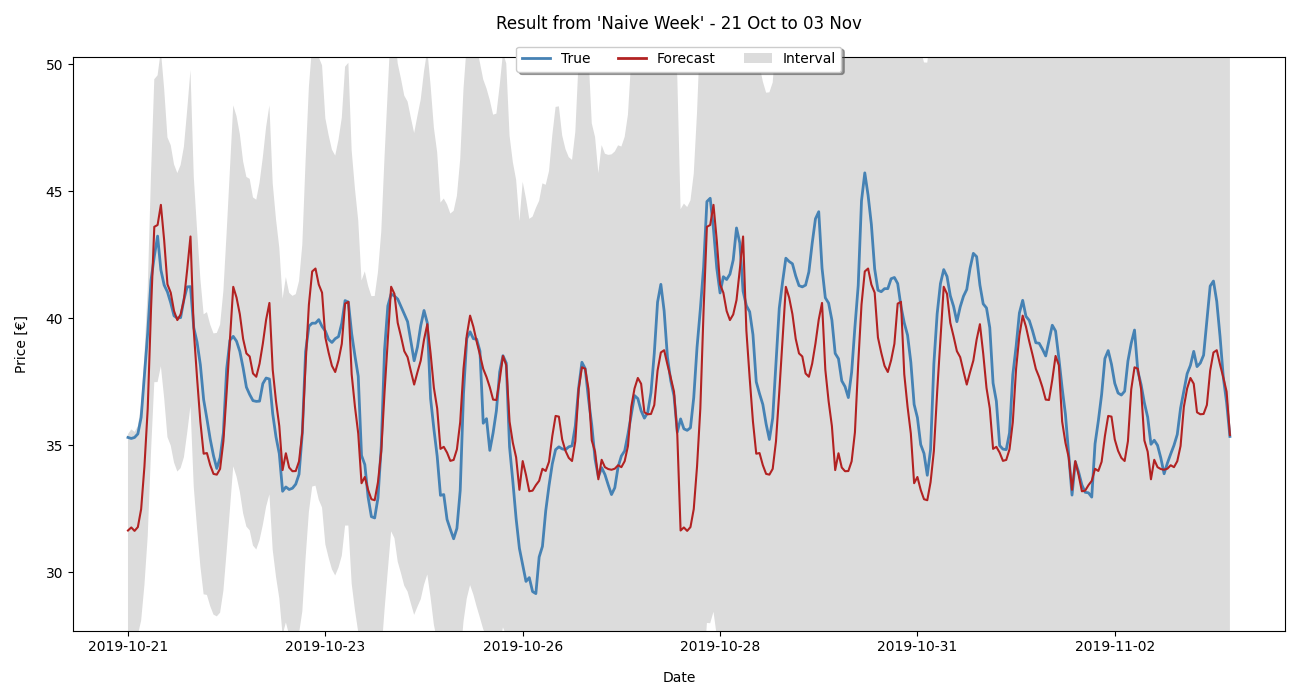 Result from 'Naive Week' - 21 Oct to 03 Nov
True Forecast Interval
50
45
40
35
30
Price [€]
2019-10-21 2019-10-23 2019-10-26 2019-10-28 2019-10-31 2019-11-02
Date